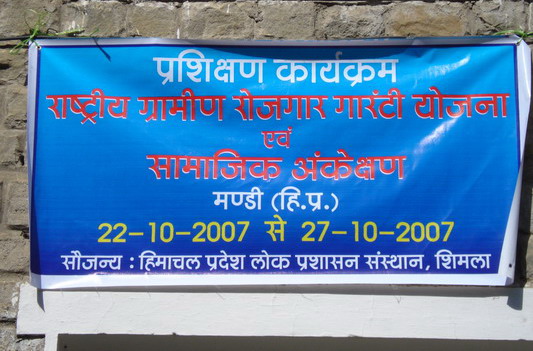 प्रशिक्षण कार्यक्रम
राष्ट्रीय ग्रामीण रोजगार गारंटी योजना
एवं
सामाजिक अंकेक्षण
मण्डी (हि.प्र.)
22-10-2007 से 27-10-2007
सौजन्य : हिमाचल प्रदेश लोक प्रशासन संस्थान, शिमला